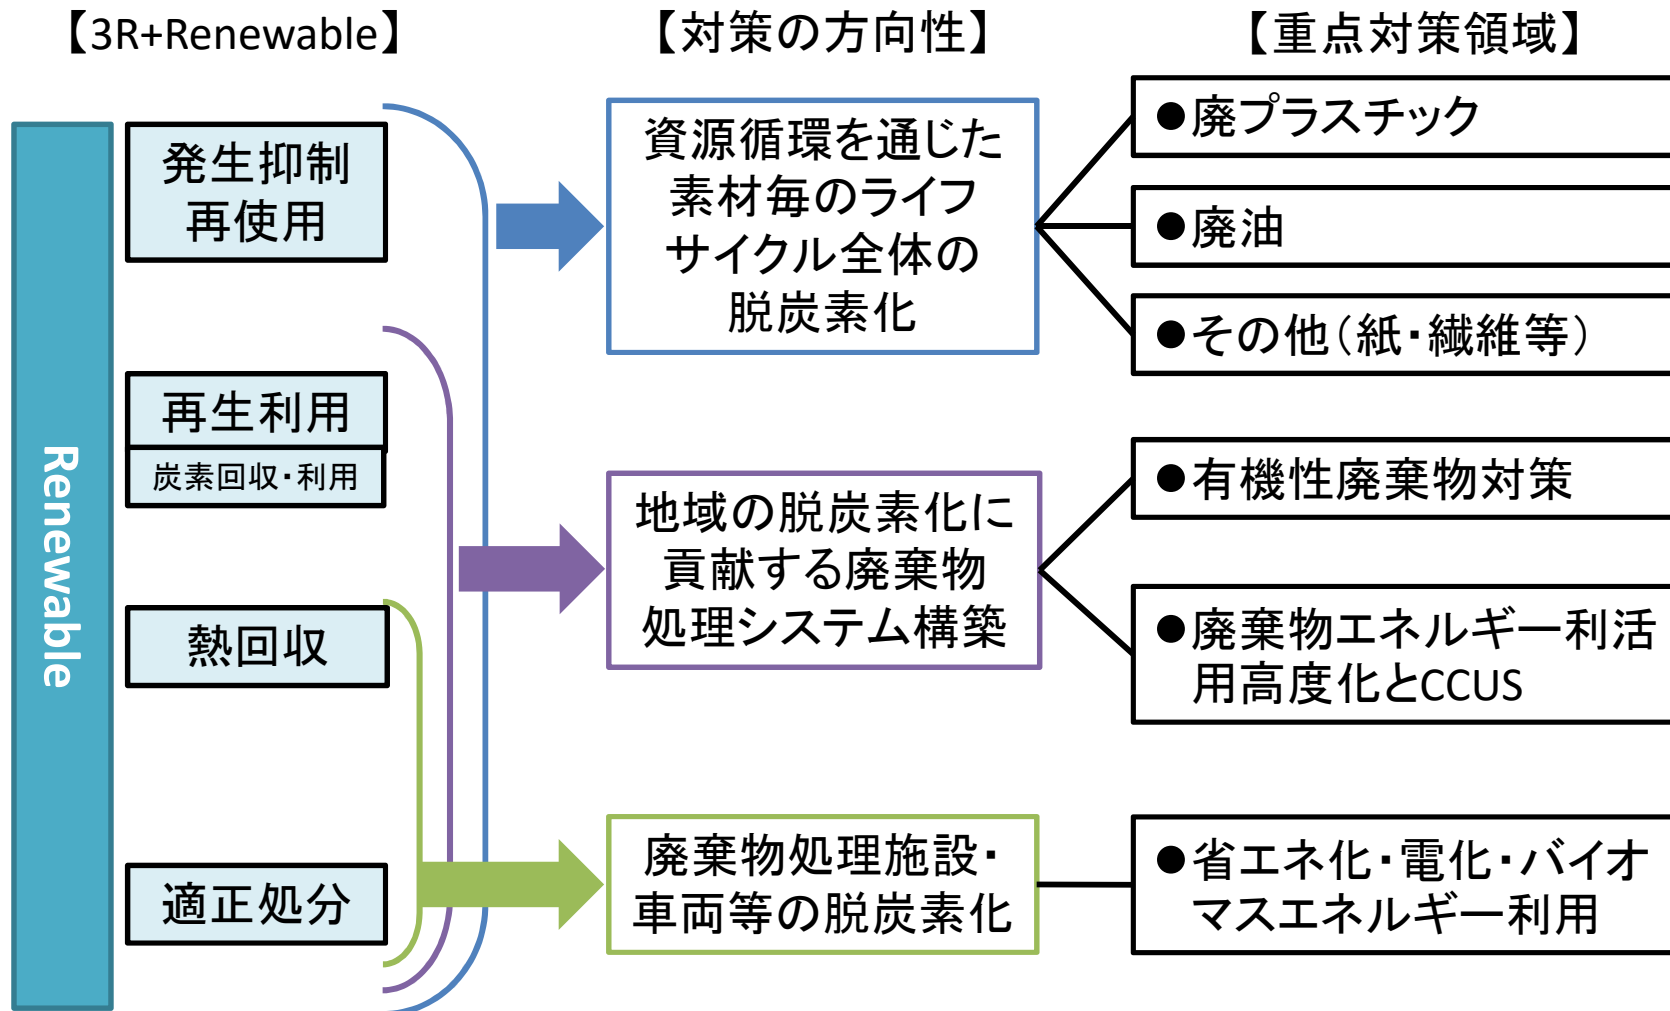 【3R+Renewable】
【対策の方向性】
【重点対策領域】
Renewable
発生抑制
再使用
再生利用
炭素回収・利用
熱回収
適正処分
資源循環を通じた
素材毎のライフ
サイクル全体の
脱炭素化
地域の脱炭素化に
貢献する廃棄物
処理システム構築
廃棄物処理施設・
車両等の脱炭素化
●廃プラスチック
●廃油
●その他（紙・繊維等）
●有機性廃棄物対策
●廃棄物エネルギー利活
用高度化とCCUS
●省エネ化・電化・バイオ
マスエネルギー利用